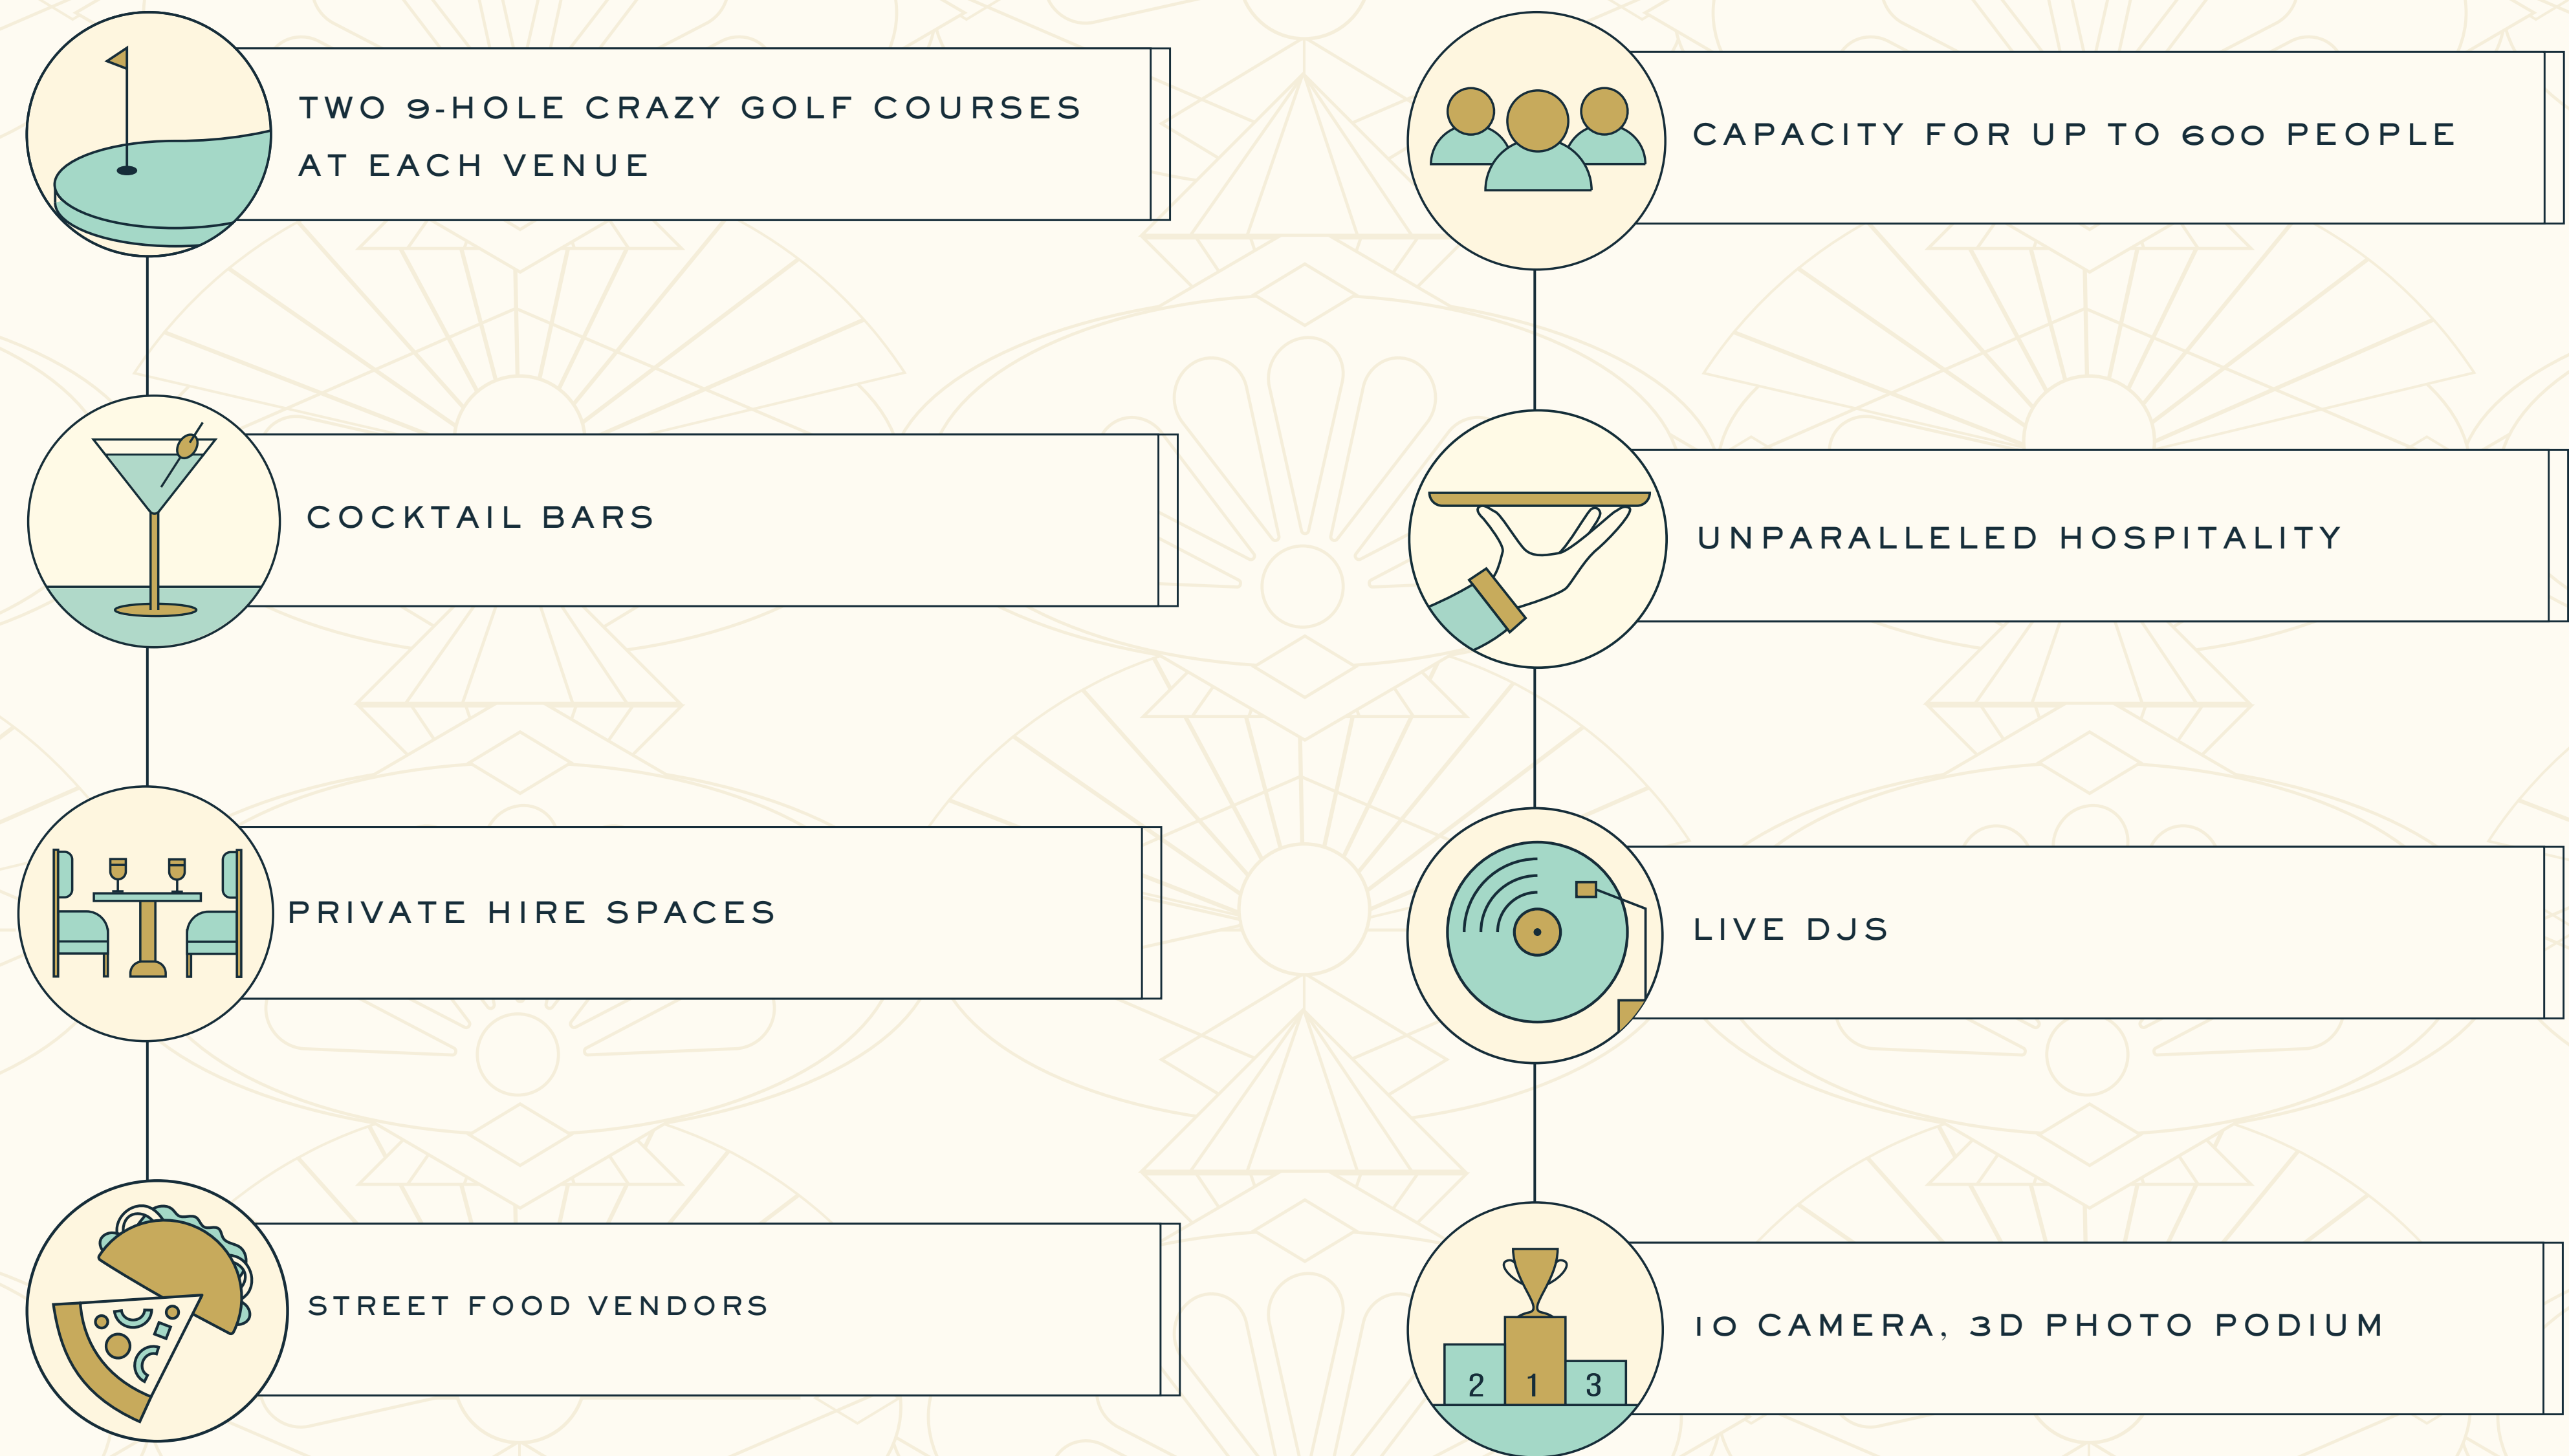 TWO 9-HOLE CRAZY GOLF COURSES
AT EACH VENUE
COCKTAIL BARS
PRIVATE HIRE SPACES
STREET FOOD VENDORS
CAPACITY FOR UP TO 600 PEOPLE
UNPARALLELED HOSPITALITY
LIVE DJS
10 CAMERA, 3D PHOTO PODIUM
2 1 3